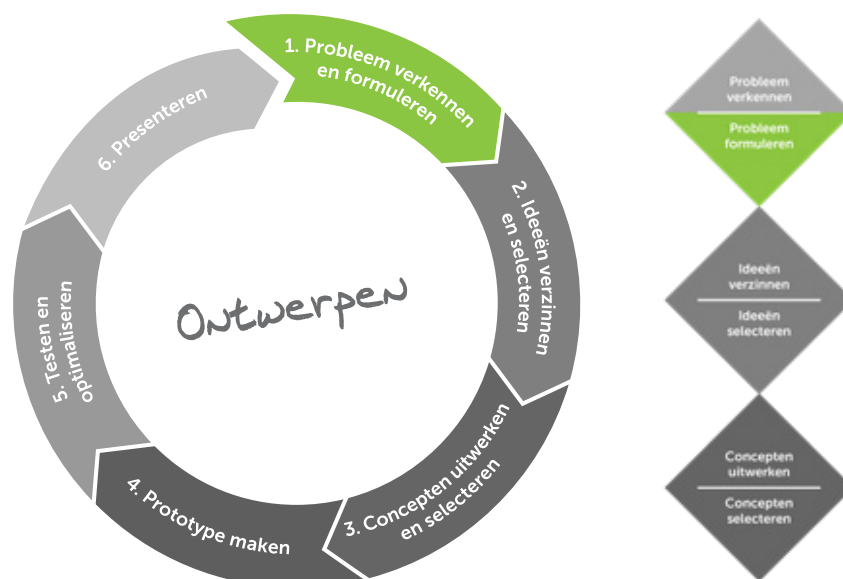 1. Probleem verkennen
en formuleren
2. Ideeën verzinnen
en selecteren
3. Concepten uitwerken
en selecteren
4. Prototype maken
5. Testen en
optimaliseren
6. Presenteren
Ontwerpen
Probleem
verkennen
Probleem
formuleren
Ideeën
verzinnen
Ideeën
selecteren
Concepten
uitwerken
Concepten
selecteren